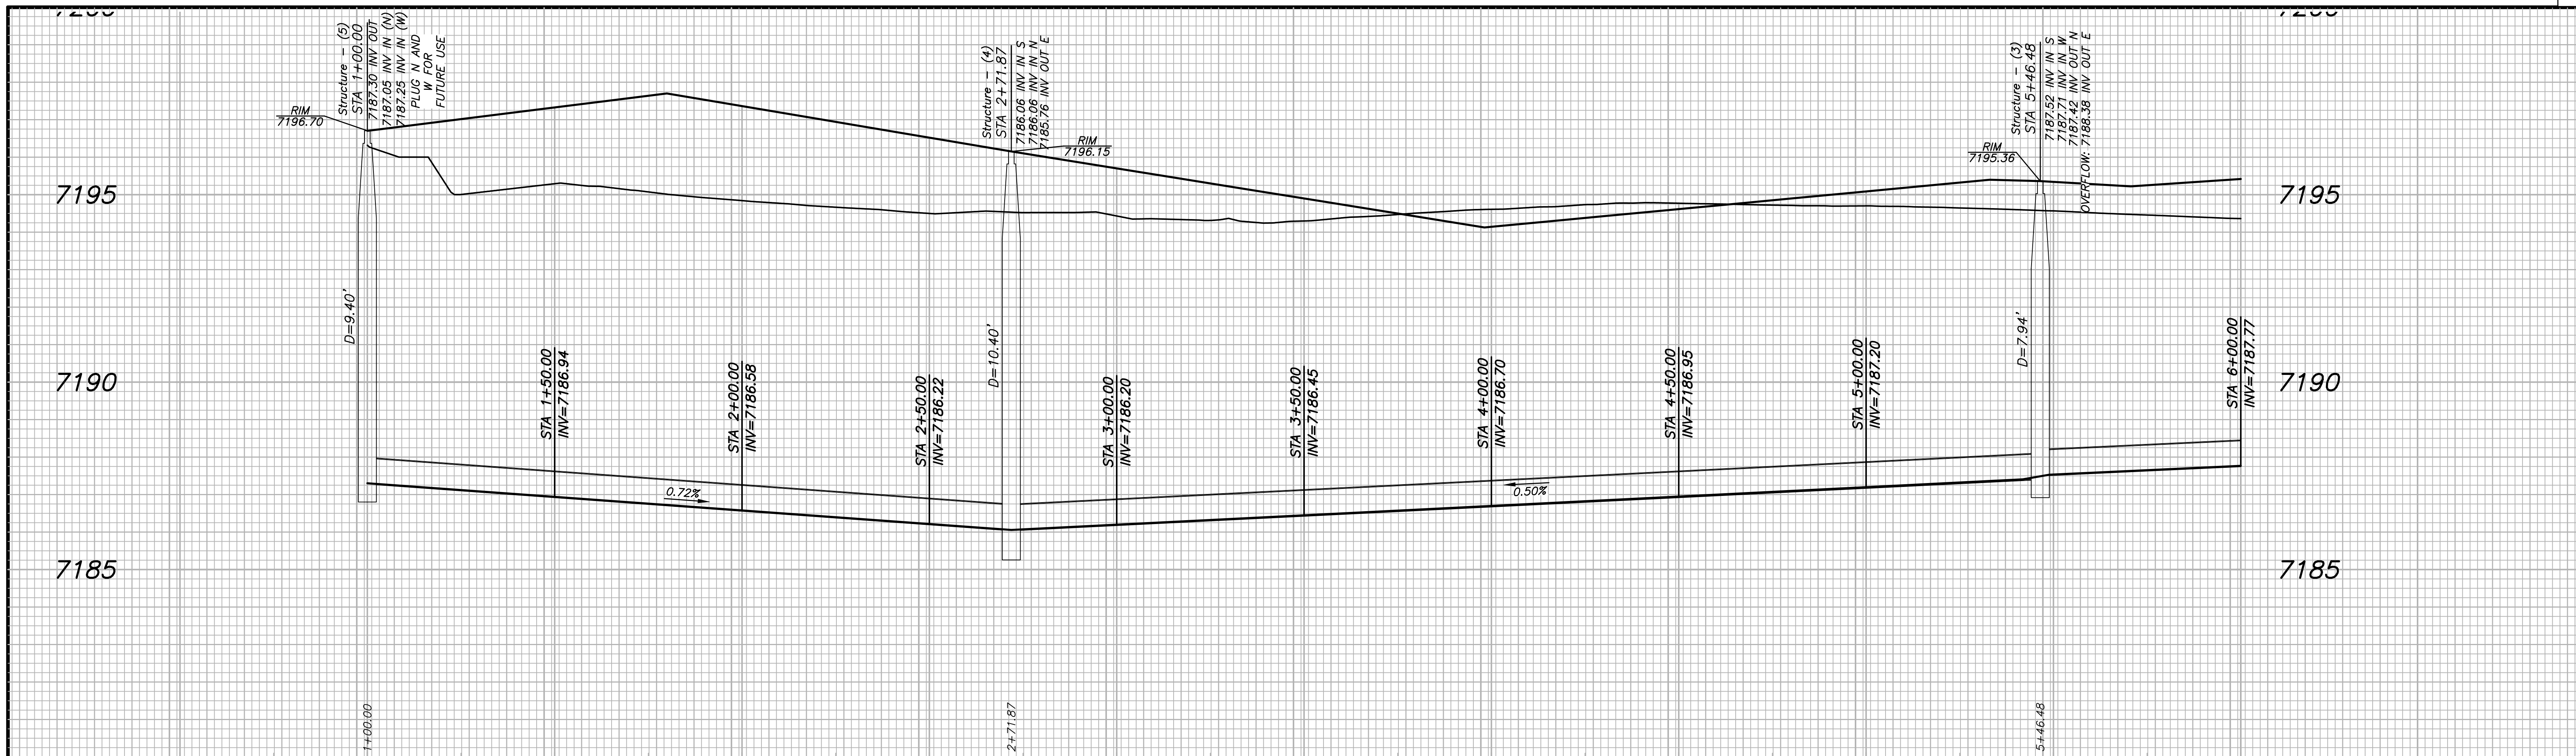 Structure - (5)
STA 1+00.00
7187.30 INV OUT
7187.05 INV IN (N)
7187.25 INV IN (W)
PLUG N AND
W FOR
FUTURE USE
RIM
7196.70
Structure - (4)
STA 2+71.87
7186.06 INV IN S
7186.06 INV IN N
7185.76 INV OUT E
RIM
7196.15
Structure - (3)
STA 5+46.48
7187.52 INV IN S
7187.71 INV IN W
7187.42 INV OUT N
OVERFLOW: 7188.38 INV OUT E
RIM
7195.36
7195
7195
D=9.40'
D=10.40'
D=7.94'
7190
7190
STA 1+50.00
INV=7186.94
STA 2+00.00
INV=7186.58
STA 2+50.00
INV=7186.22
STA 3+00.00
INV=7186.20
STA 3+50.00
INV=7186.45
STA 4+00.00
INV=7186.70
STA 4+50.00
INV=7186.95
STA 5+00.00
INV=7187.20
STA 6+00.00
INV=7187.77
0.72%
0.50%
7185
7185
1+00.00
2+71.87
5+46.48